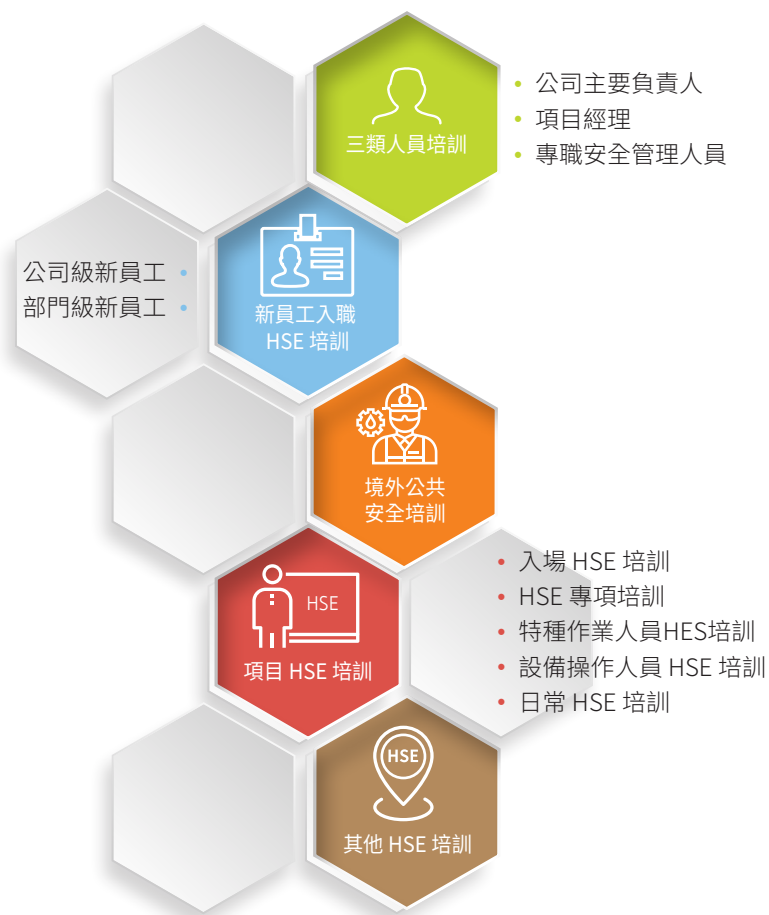 三類人員培訓
• 公司主要負責人
• 項目經理
• 專職安全管理人員
公司級新員工 •
部門級新員工 •
新員工入職
HSE 培訓
境外公共
安全培訓
HSE
項目 HSE 培訓
• 入場 HSE 培訓
• HSE 專項培訓
• 特種作業人員HES培訓
• 設備操作人員 HSE 培訓
• 日常 HSE 培訓
HSE
其他 HSE 培訓